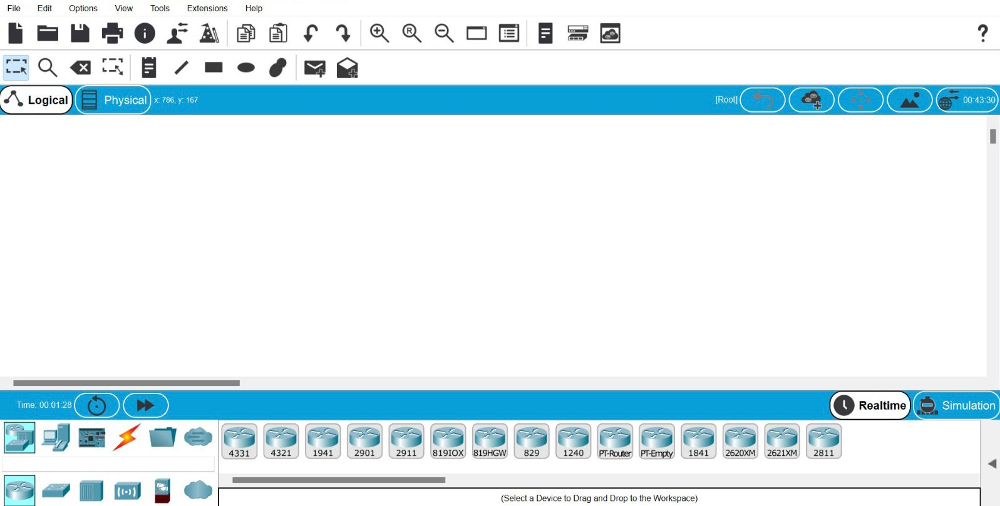 File Edit Options View Tools Extensions Help
R
?
Logical Physical x: 786, y: 167 [Root] 00:43:30
Time: 00:01:28 Realtime Simulation
4331 4321 1941 2901 2911 819IOX 819HGW 829 1240 PT-Router PT-Empty 1841 2620XM 2621XM 2811
(Select a Device to Drag and Drop to the Workspace)